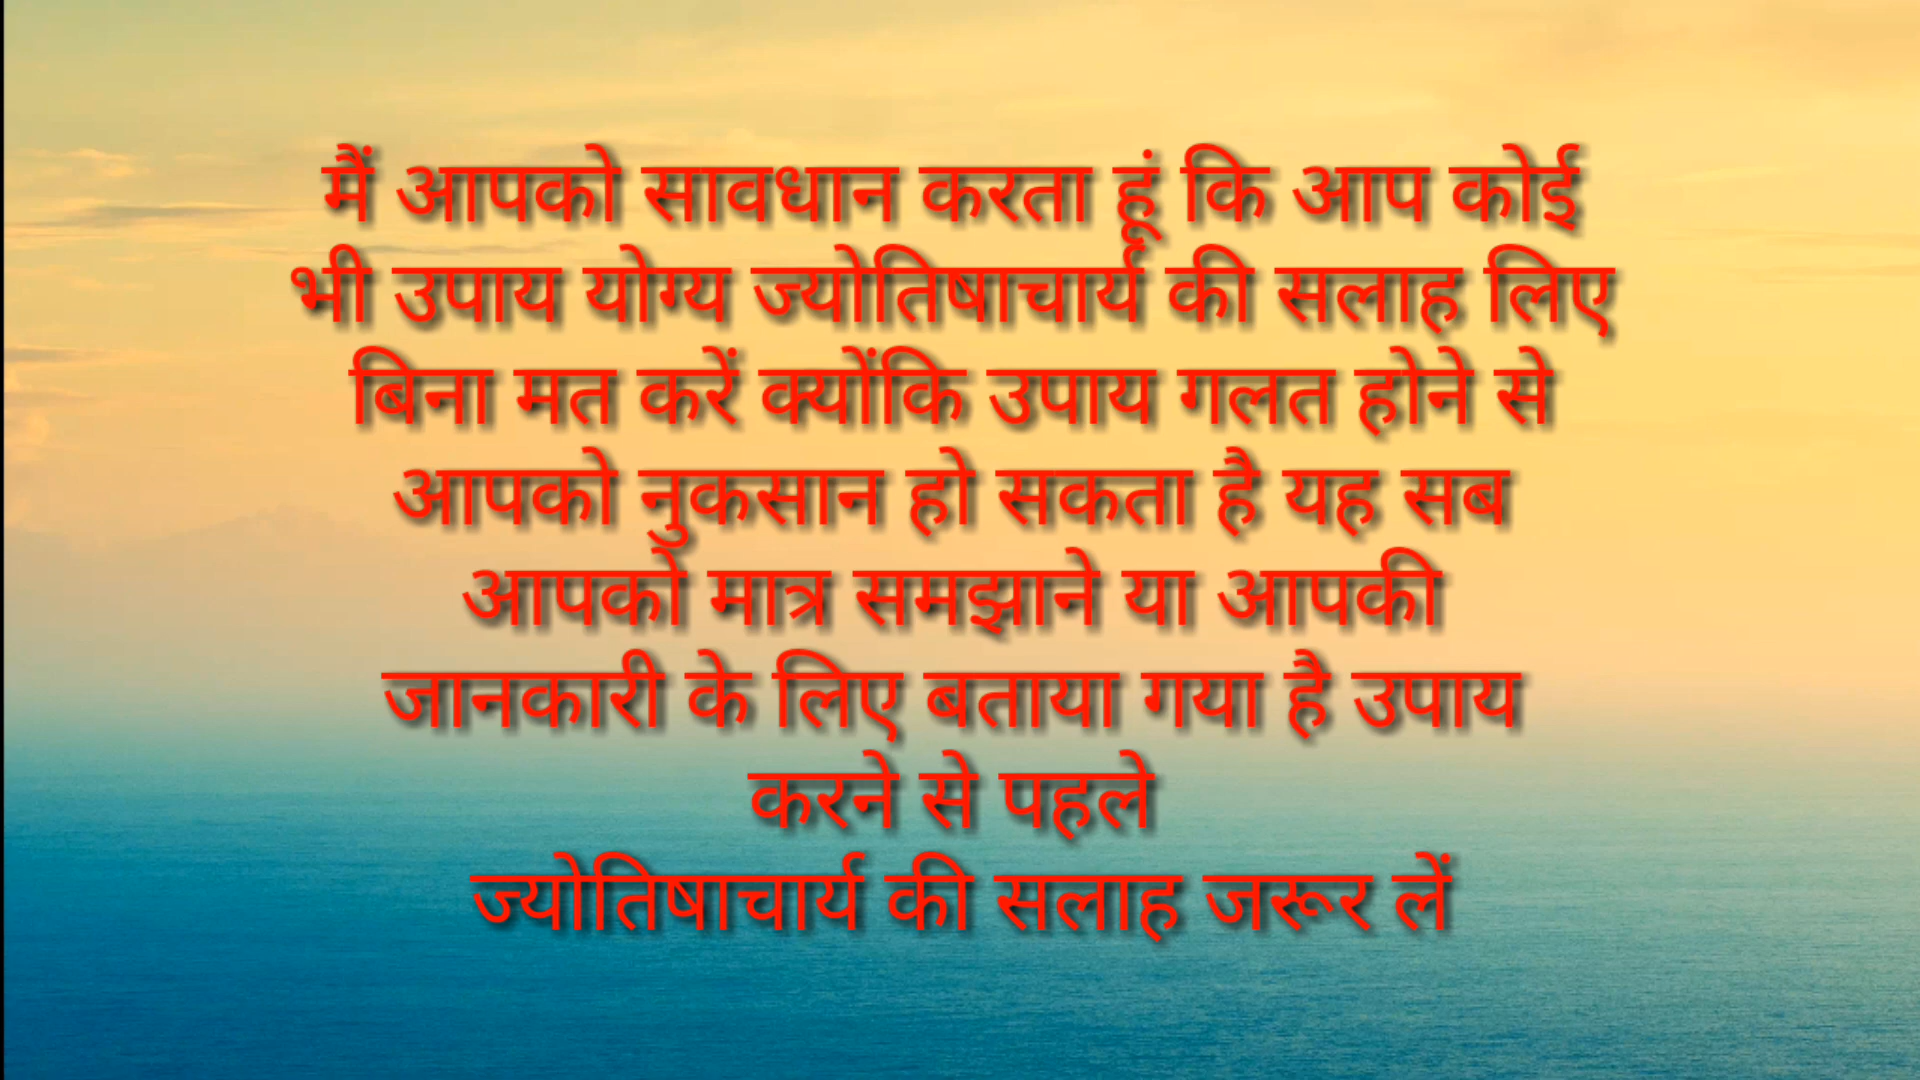 मैं आपको सावधान करता हूं कि आप कोई
भी उपाय योग्य ज्योतिषाचार्य की सलाह लिए
बिना मत करें क्योंकि उपाय गलत होने से
आपको नुकसान हो सकता है यह सब
आपको मात्र समझाने या आपकी
जानकारी के लिए बताया गया है उपाय
करने से पहले
ज्योतिषाचार्य की सलाह जरूर लें